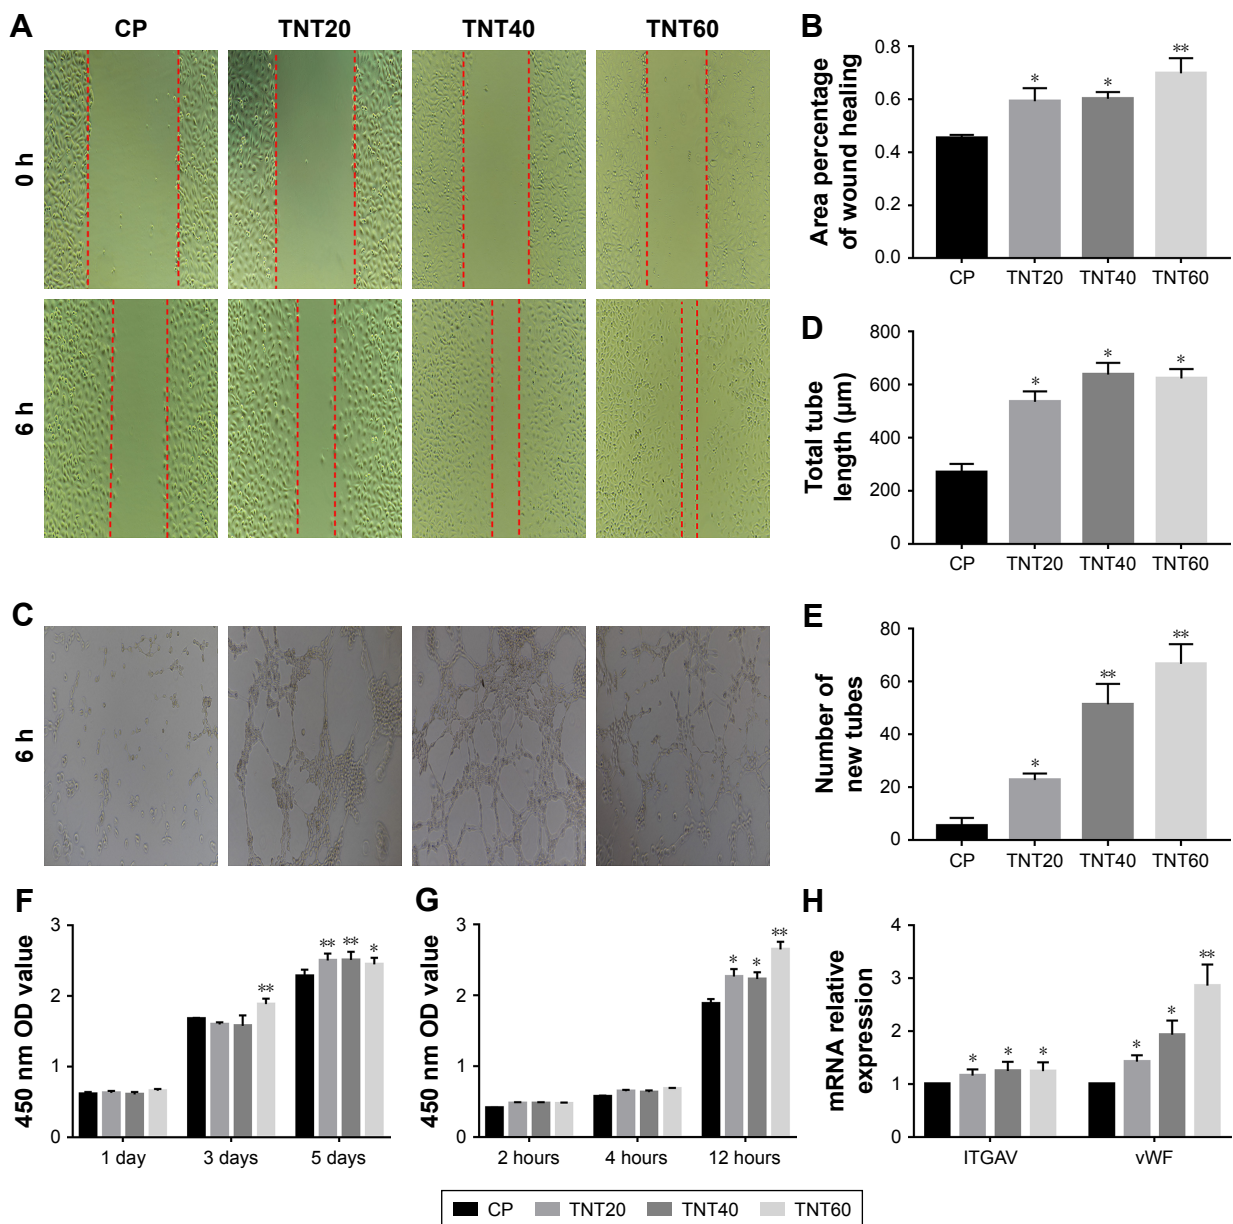 A
CP
TNT20
TNT40
TNT60
0 h
6 h
B
Area percentage
of wound healing
0.8
0.6
0.4
0.2
0.0
*
*
**
CP
TNT20
TNT40
TNT60
D
Total tube
length (µm)
800
600
400
200
0
*
*
*
CP
TNT20
TNT40
TNT60
C
6 h
E
Number of
new tubes
80
60
40
20
0
*
**
**
CP
TNT20
TNT40
TNT60
F
450 nm OD value
3
2
1
0
**
**
**
*
1 day
3 days
5 days
G
450 nm OD value
3
2
1
0
*
*
**
2 hours
4 hours
12 hours
H
mRNA relative
expression
4
3
2
1
0
*
*
*
*
*
**
ITGAV
vWF
CP
TNT20
TNT40
TNT60